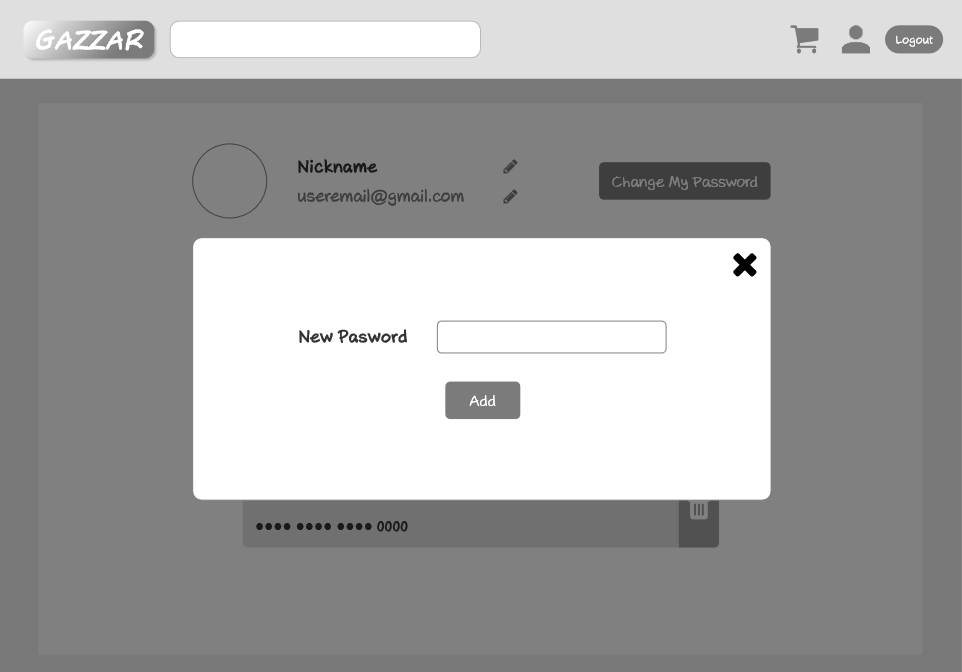 GAZZAR
Logout
Nickname
useremail@gmail.com
Change My Password
New Pasword
Add
•••• •••• •••• 0000